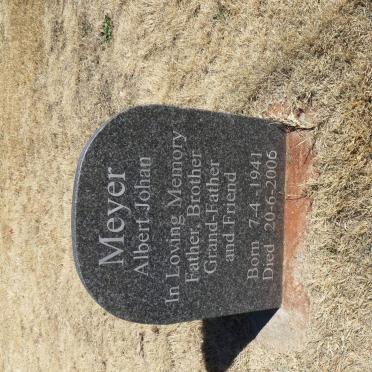 Meyer
Albert Johan
In Loving Memory
Father, Brother
Grand-Father
and Friend
Born 7-4-1941
Died 20-6-2006